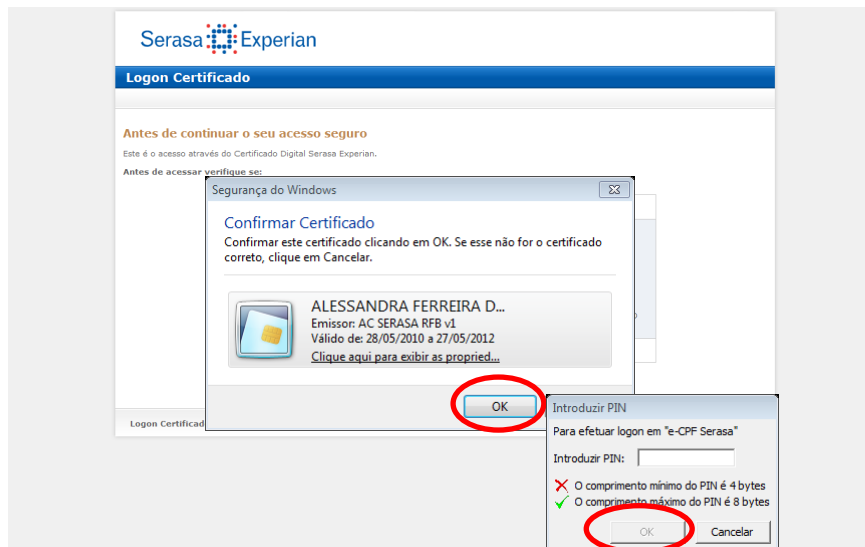 Serasa Experian
Logon Certificado
Antes de continuar o seu acesso seguro
Este é o acesso através do Certificado Digital Serasa Experian.
Antes de acessar verifique se:
Segurança do Windows
Confirmar Certificado
Confirmar este certificado clicando em OK. Se esse não for o certificado
correto, clique em Cancelar.
ALESSANDRA FERREIRA D...
Emissor: AC SERASA RFB v1
Válido de: 28/05/2010 a 27/05/2012
Clique aqui para exibir as propried...
OK
Logon Certificad
Introduzir PIN
Para efetuar logon em "e-CPF Serasa"
Introduzir PIN:
O comprimento mínimo do PIN é 4 bytes
O comprimento máximo do PIN é 8 bytes
OK
Cancelar